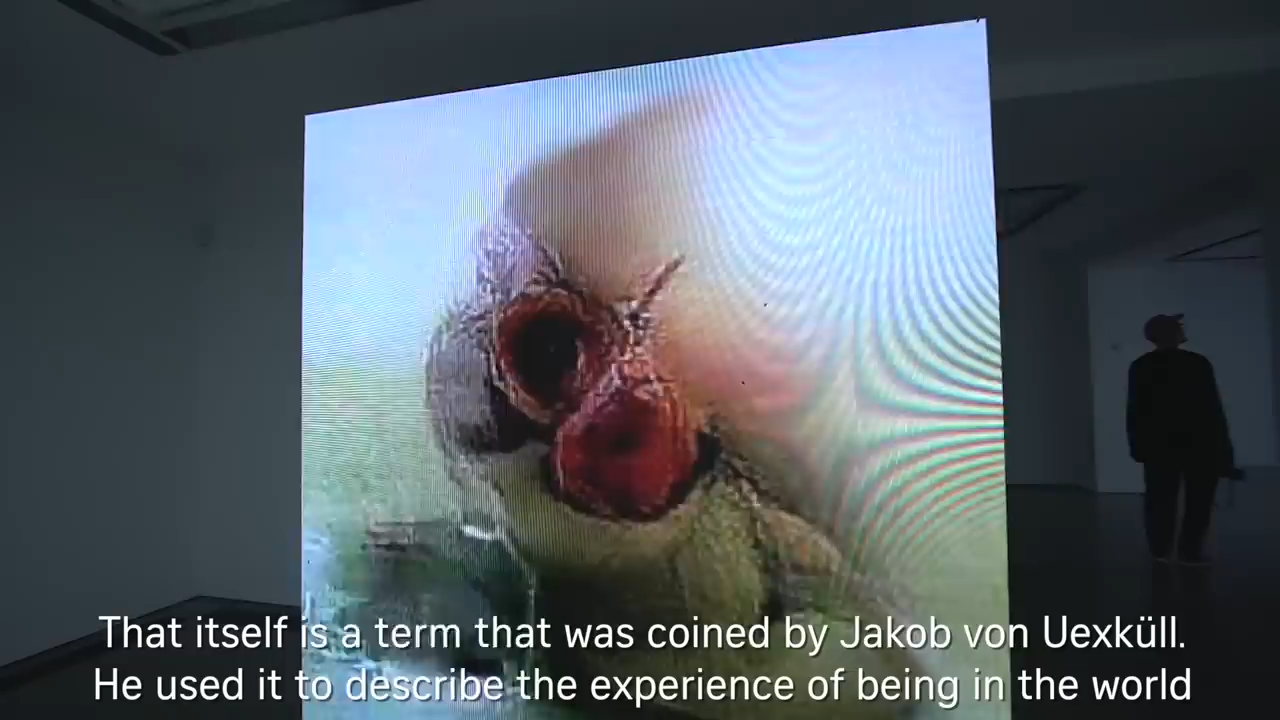 That itself is a term that was coined by Jakob von Uexküll.
He used it to describe the experience of being in the world